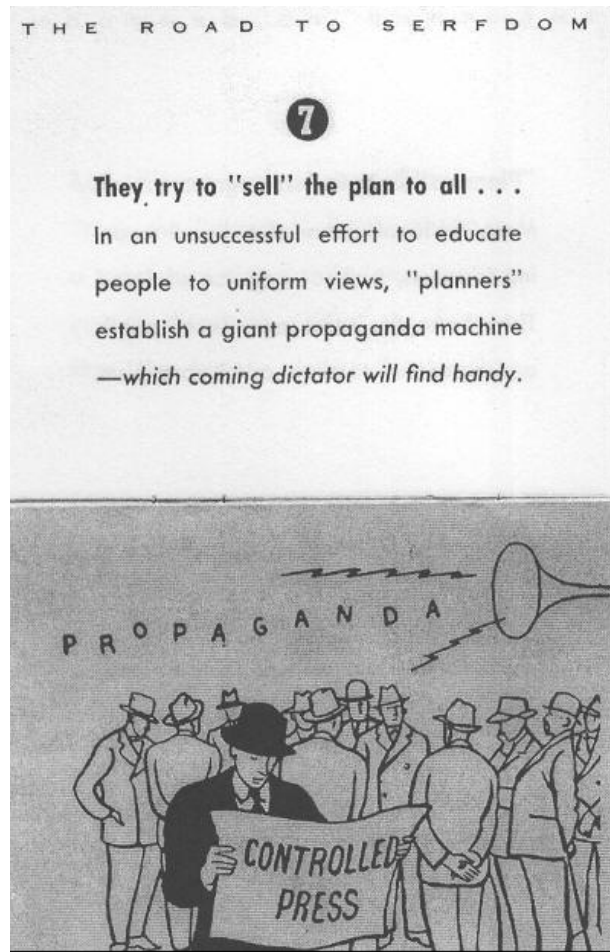 THE ROAD TO SERFDOM
7
They try to "sell" the plan to all . . .
In an unsuccessful effort to educate
people to uniform views, "planners"
establish a giant propaganda machine
—which coming dictator will find handy.
PROPAGANDA
CONTROLLED
PRESS